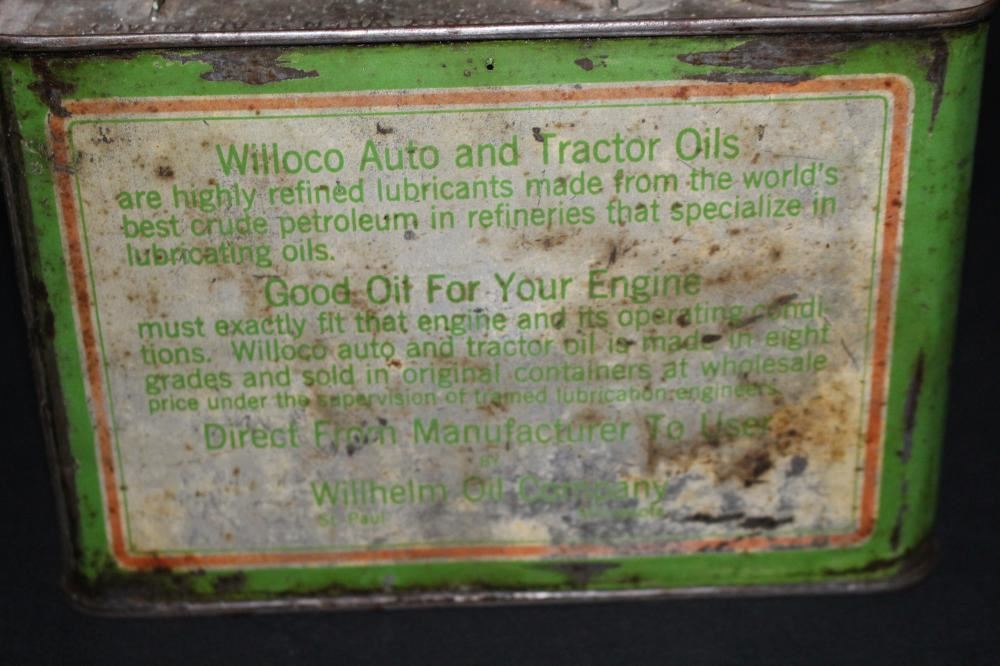 Willoco Auto and Tractor Oils
are highly refined lubricants made from the world's
best crude petroleum in refineries that specialize in
lubricating oils.
Good Oil For Your Engine
must exactly fit that engine and its operating condi-
tions. Willoco auto and tractor oil is made in eight
grades and sold in original containers at wholesale
price under the supervision of trained lubrication engineers.
Direct From Manufacturer To User
BY
Willhelm Oil Company
St. Paul Minnesota